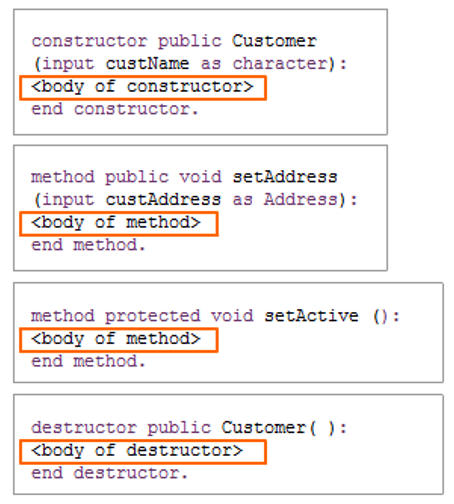 constructor public Customer
(input custName as character):
<body of constructor>
end constructor.
method public void setAddress
(input custAddress as Address):
<body of method>
end method.
method protected void setActive ():
<body of method>
end method.
destructor public Customer( ):
<body of destructor>
end destructor.